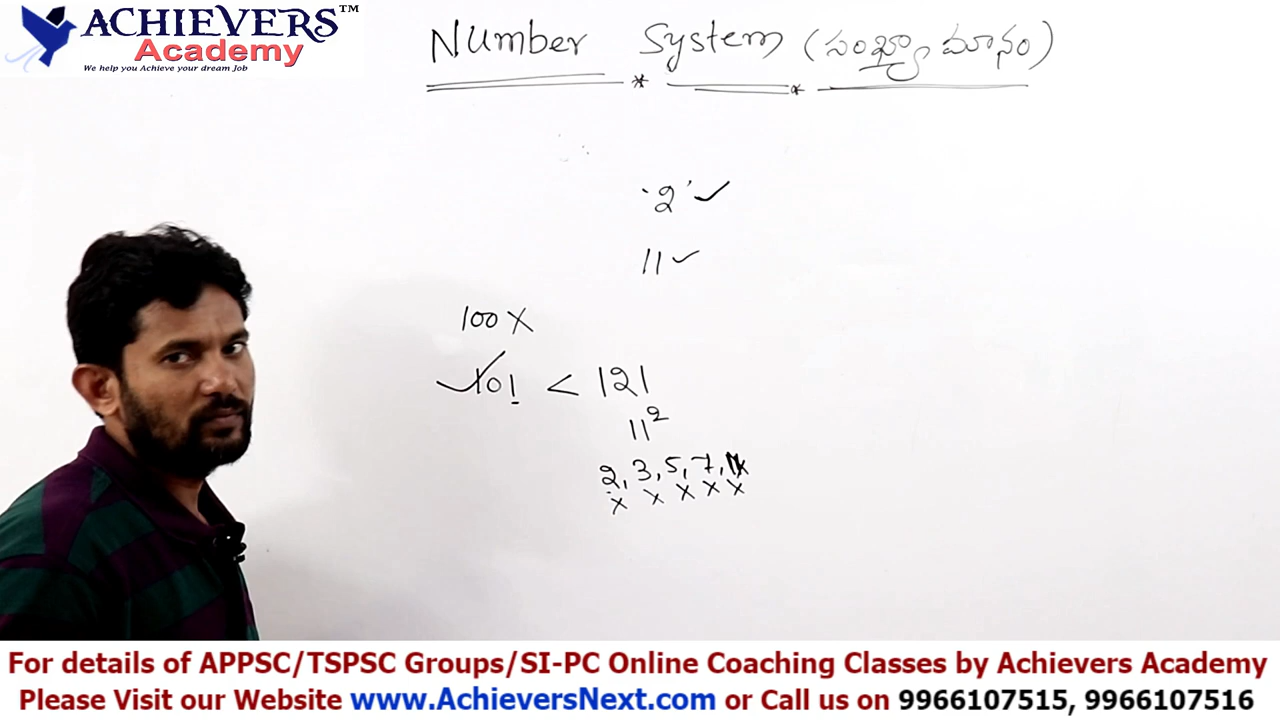 ACHIEVERS™
Academy
We help you Achieve your dream Job
Number System (సంఖ్యా మానం)
'2' ✓
11 ✓
100 X
✓101 < 121
11²
2, 3, 5, 7, 11
x x x x x
For details of APPSC/TSPSC Groups/SI-PC Online Coaching Classes by Achievers Academy
Please Visit our Website www.AchieversNext.com or Call us on 9966107515, 9966107516